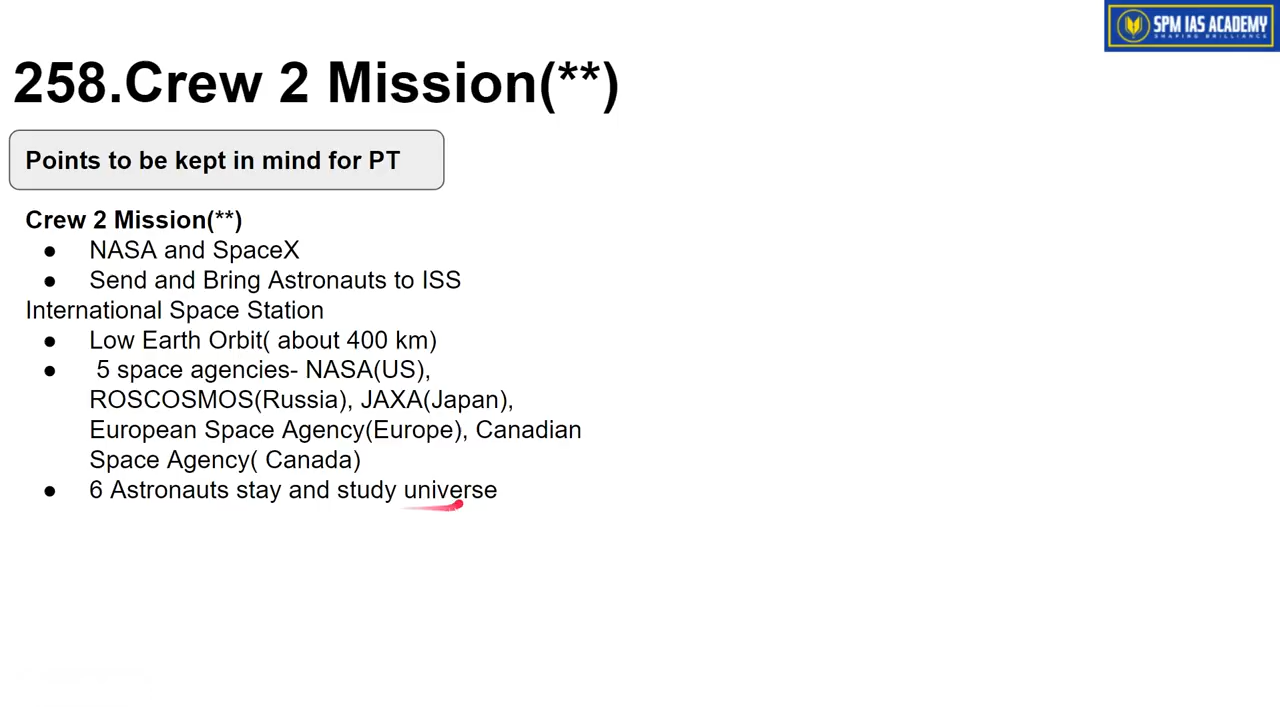 SPM IAS ACADEMY
SHAPING BRILLIANCE
258.Crew 2 Mission(**)
Points to be kept in mind for PT
Crew 2 Mission(**)
● NASA and SpaceX
● Send and Bring Astronauts to ISS
International Space Station
● Low Earth Orbit( about 400 km)
● 5 space agencies- NASA(US),
ROSCOSMOS(Russia), JAXA(Japan),
European Space Agency(Europe), Canadian
Space Agency( Canada)
● 6 Astronauts stay and study universe